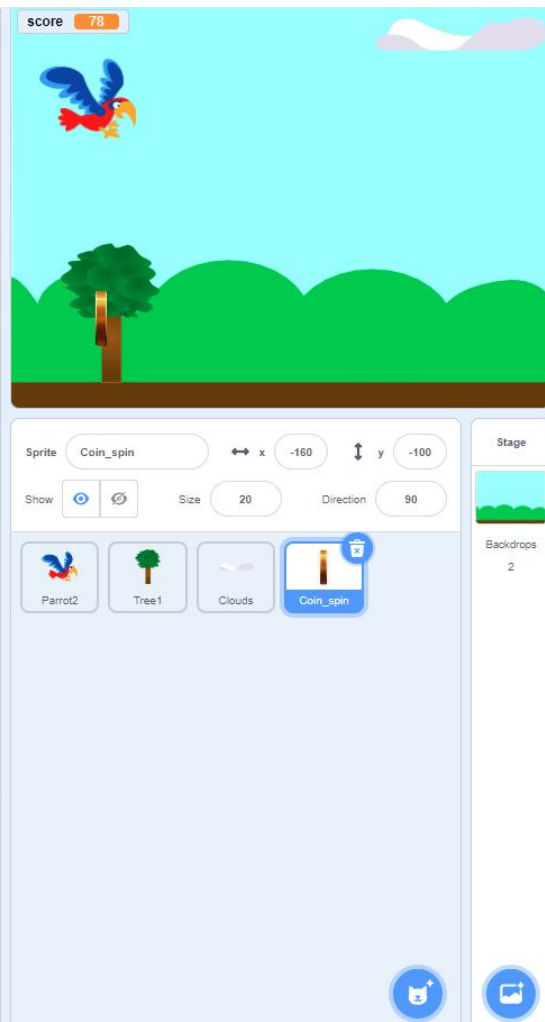 score 78
Sprite Coin_spin x -160 y -100
Show Size 20 Direction 90
Stage
Parrot2 Tree1 Clouds Coin_spin
Backdrops
2